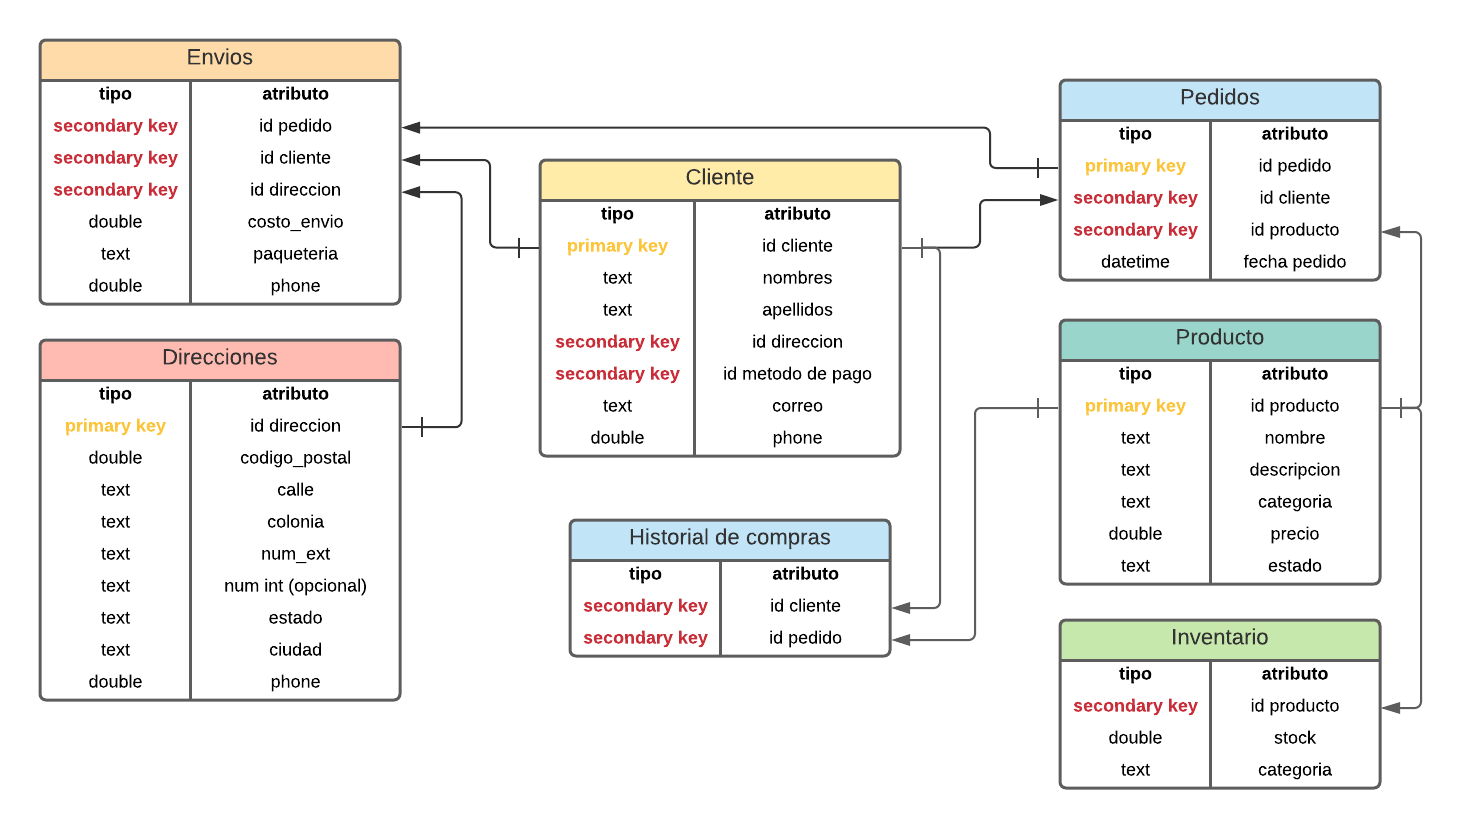 Envios
tipo atributo
secondary key id pedido
secondary key id cliente
secondary key id direccion
double costo_envio
text paqueteria
double phone
Direcciones
tipo atributo
primary key id direccion
double codigo_postal
text calle
text colonia
text num_ext
text num int (opcional)
text estado
text ciudad
double phone
Cliente
tipo atributo
primary key id cliente
text nombres
text apellidos
secondary key id direccion
secondary key id metodo de pago
text correo
double phone
Historial de compras
tipo atributo
secondary key id cliente
secondary key id pedido
Pedidos
tipo atributo
primary key id pedido
secondary key id cliente
secondary key id producto
datetime fecha pedido
Producto
tipo atributo
primary key id producto
text nombre
text descripcion
text categoria
double precio
text estado
Inventario
tipo atributo
secondary key id producto
double stock
text categoria